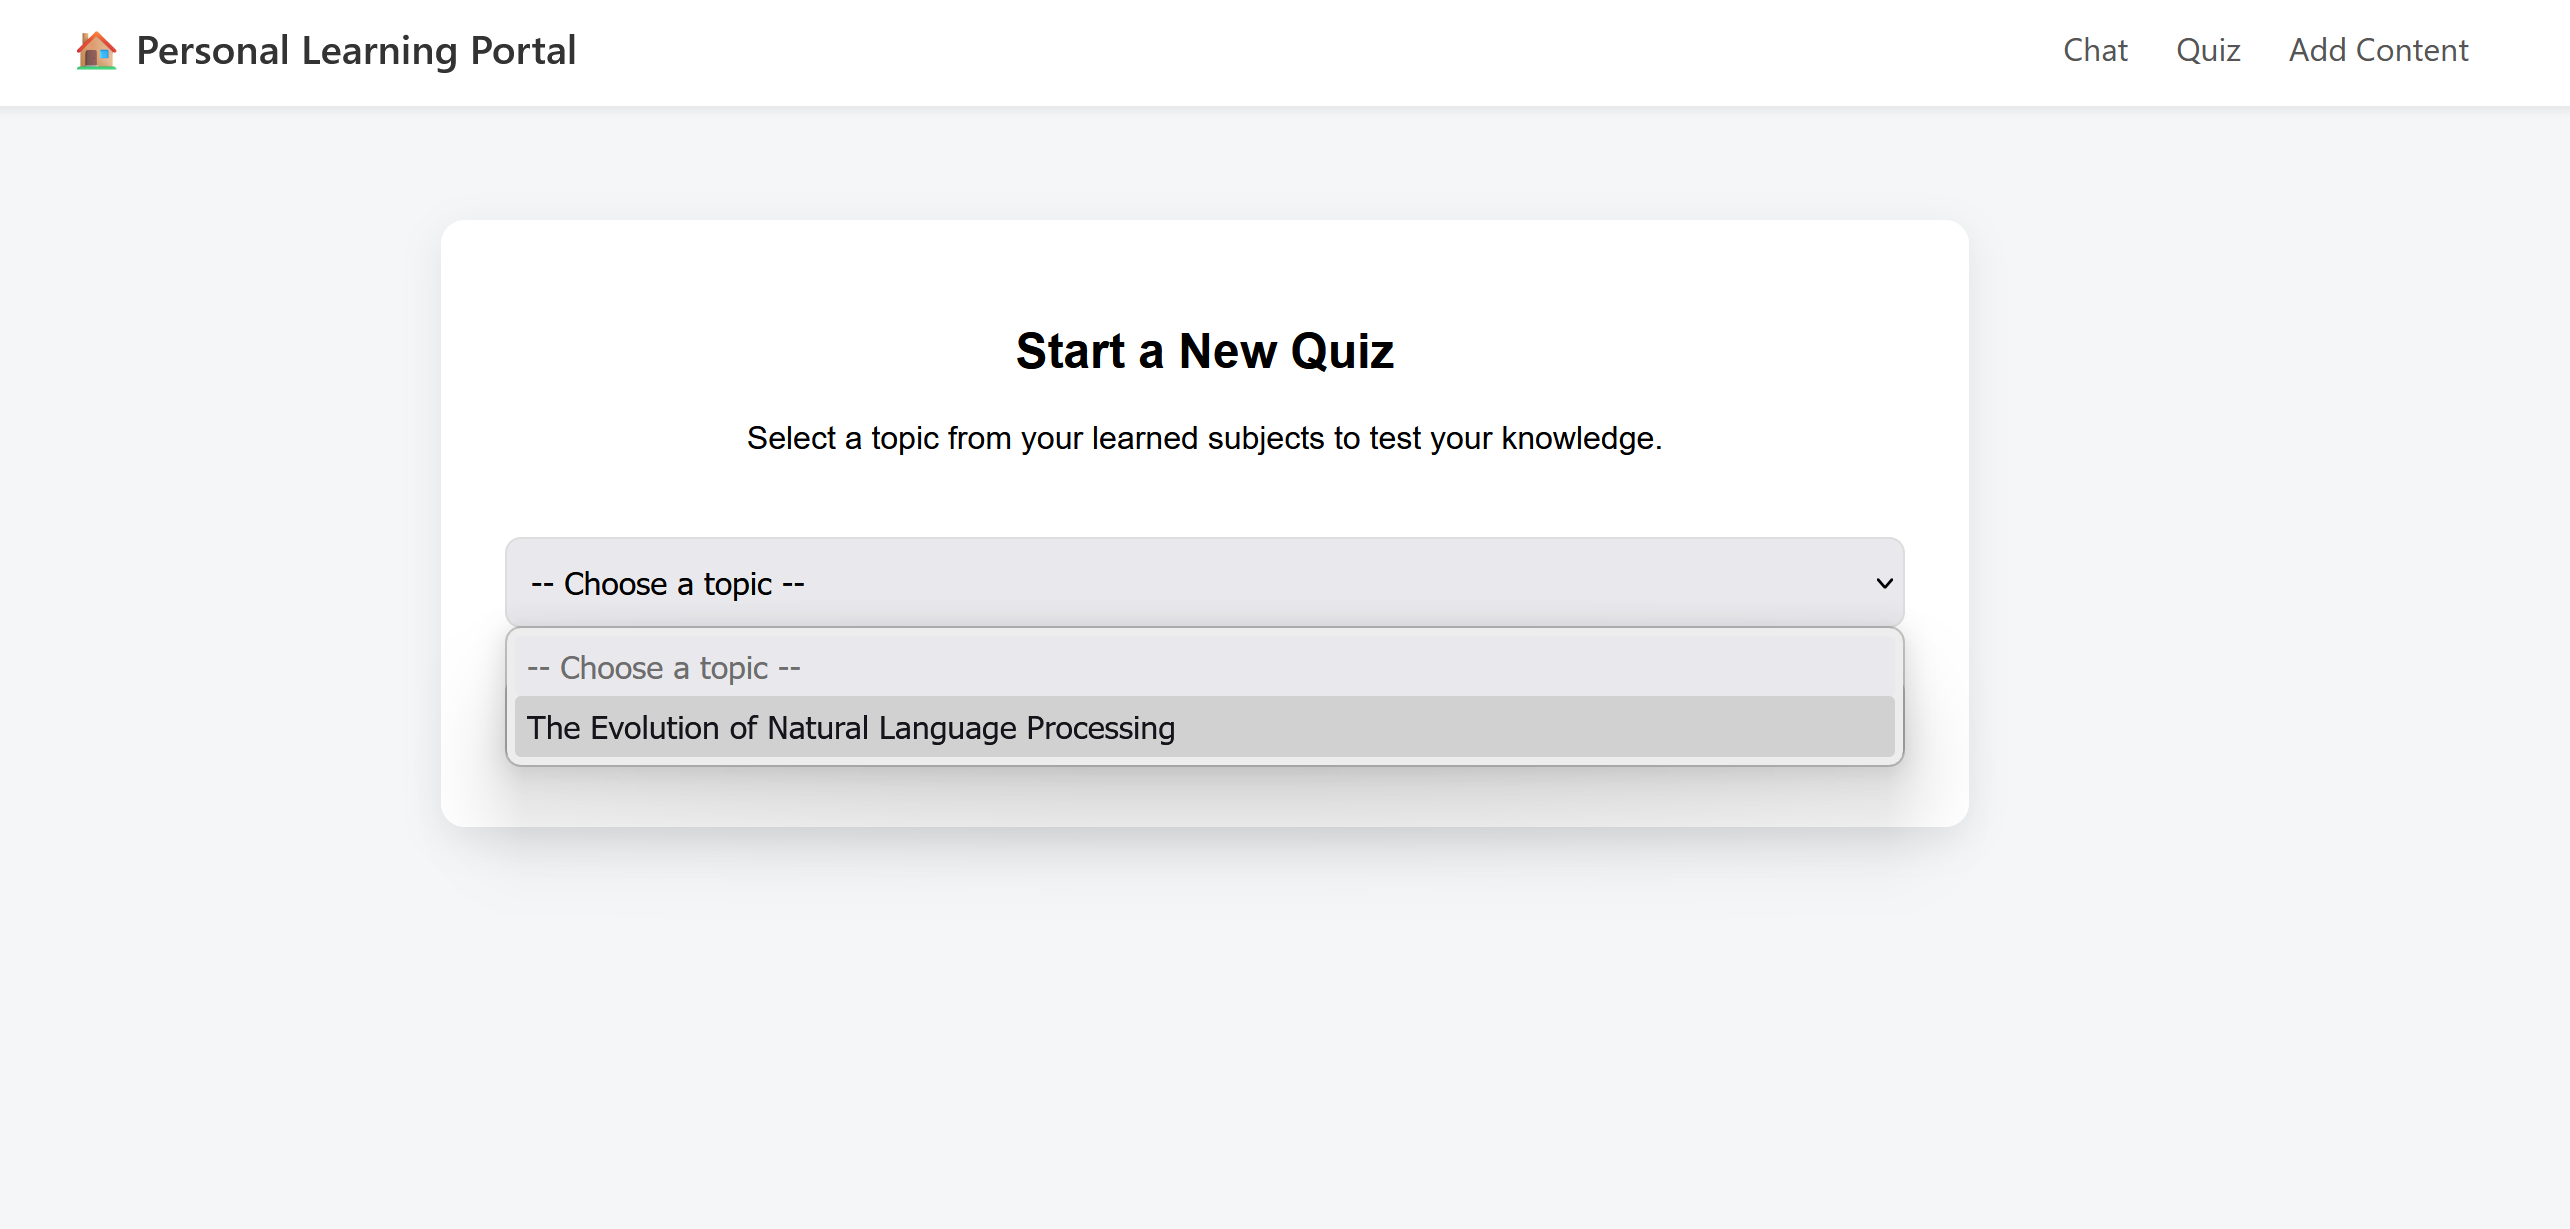 Personal Learning Portal
Chat Quiz Add Content
Start a New Quiz
Select a topic from your learned subjects to test your knowledge.
-- Choose a topic --
-- Choose a topic --
The Evolution of Natural Language Processing